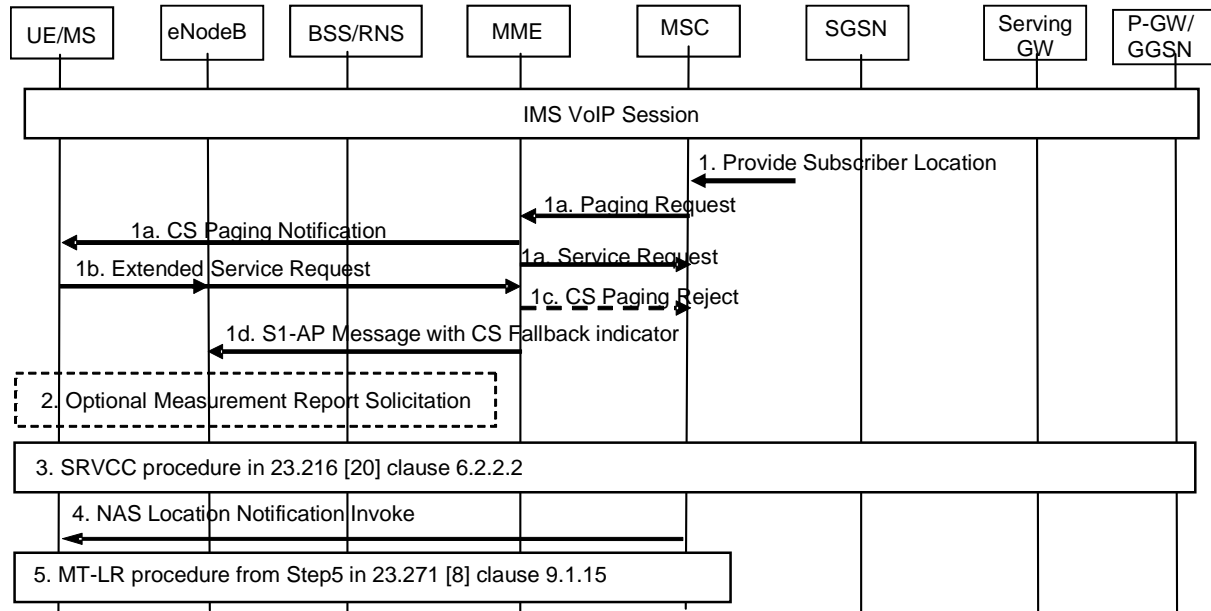 UE/MS
eNodeB
BSS/RNS
MME
MSC
SGSN
Serving
GW
P-GW/
GGSN
IMS VoIP Session
1. Provide Subscriber Location
1a. Paging Request
1a. CS Paging Notification
1a. Service Request
1b. Extended Service Request
1c. CS Paging Reject
1d. S1-AP Message with CS Fallback indicator
2. Optional Measurement Report Solicitation
3. SRVCC procedure in 23.216 [20] clause 6.2.2.2
4. NAS Location Notification Invoke
5. MT-LR procedure from Step5 in 23.271 [8] clause 9.1.15